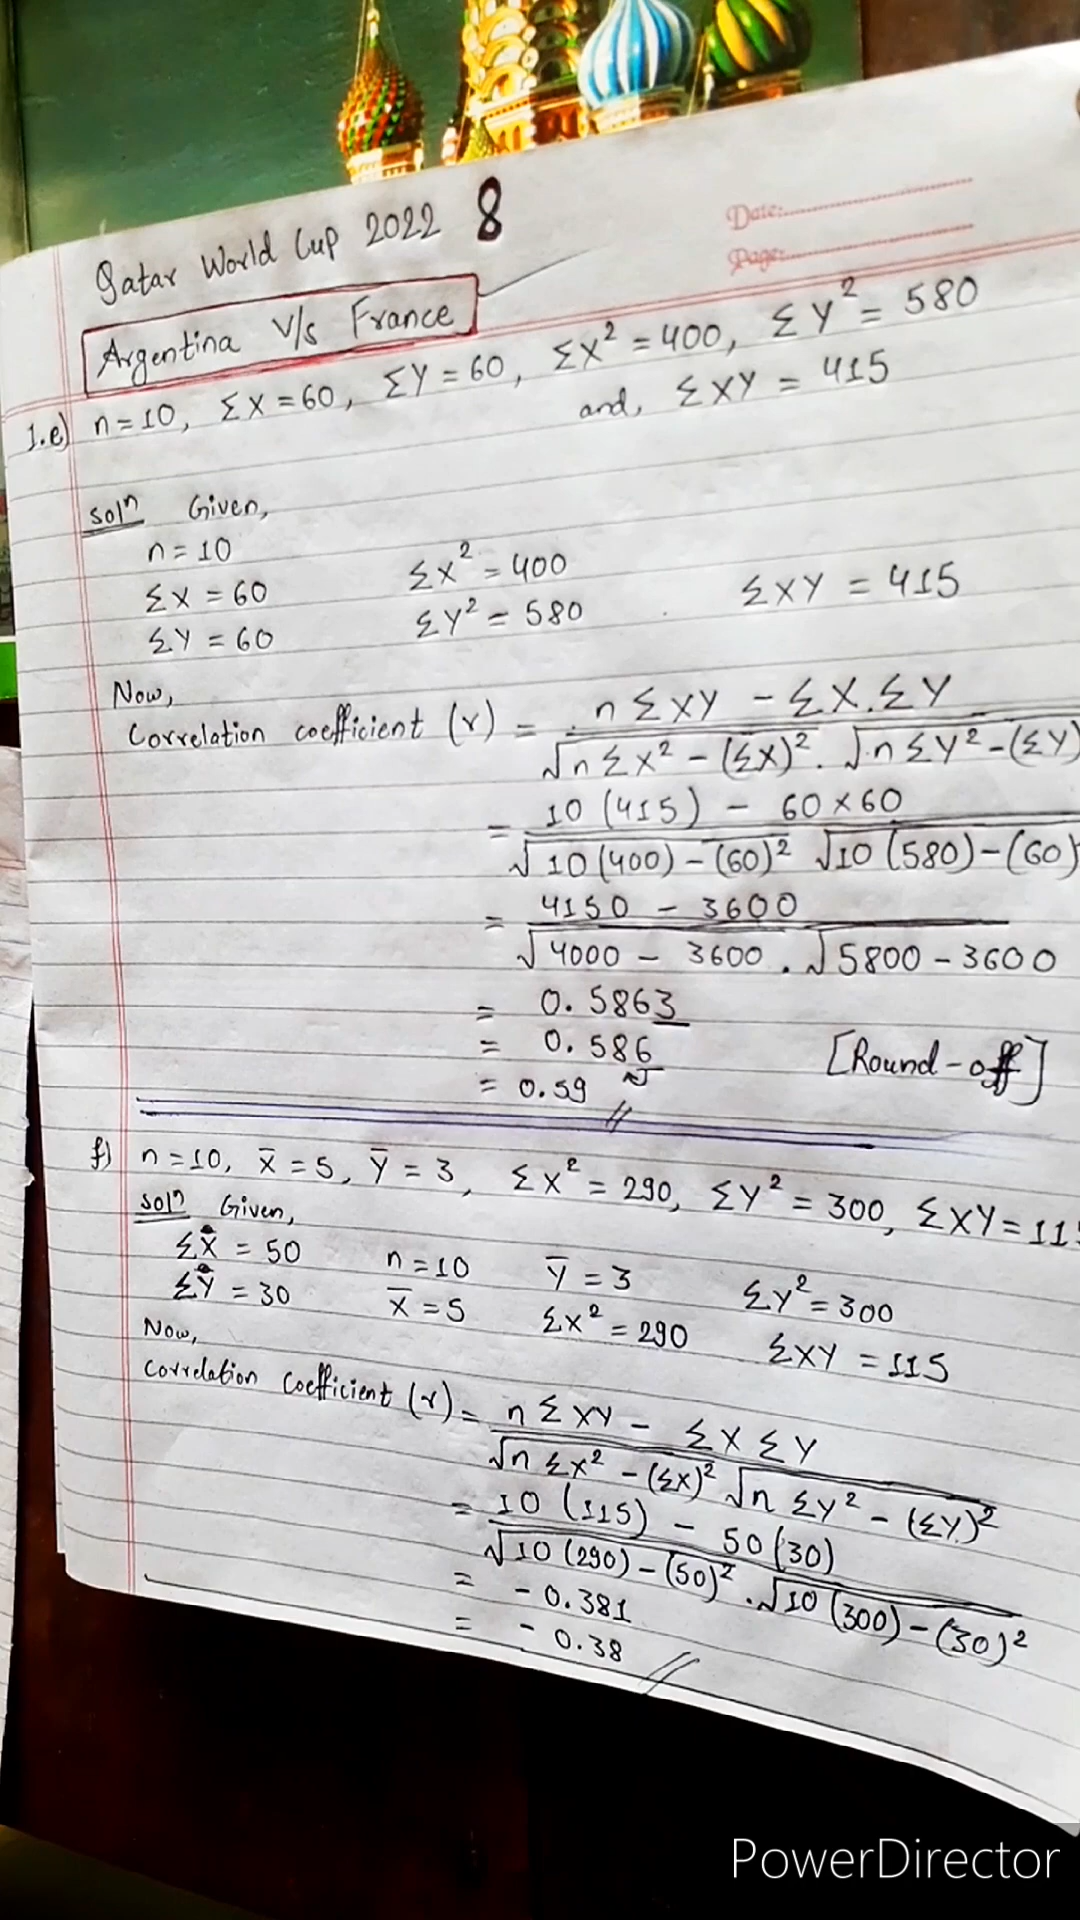 Qatar World Cup 2022 8
Date:
Page:
Argentina V/s France
1.e) n = 10, ΣX = 60, ΣY = 60, ΣX² = 400, ΣY² = 580
and, ΣXY = 415
Solⁿ Given,
n = 10
ΣX = 60 ΣX² = 400 ΣXY = 415
ΣY = 60 ΣY² = 580
Now,
Correlation coefficient (r) = nΣXY - ΣX.ΣY
√nΣX² - (ΣX)² . √nΣY² - (ΣY)
= 10 (415) - 60 × 60
√10(400) - (60)² √10 (580) - (60)
= 4150 - 3600
√4000 - 3600 . √5800 - 3600
= 0.5863
= 0.586 [Round-off]
= 0.59 //
f) n = 10, X̄ = 5, Ȳ = 3, ΣX² = 290, ΣY² = 300, ΣXY = 115
Solⁿ Given,
ΣX = 50 n = 10 Ȳ = 3 ΣY² = 300
ΣY = 30 X̄ = 5 ΣX² = 290 ΣXY = 115
Now,
Correlation Coefficient (r) = nΣXY - ΣXΣY
√nΣX² - (ΣX)² √nΣY² - (ΣY)²
= 10 (115) - 50 (30)
√10 (290) - (50)² . √10 (300) - (30)²
= - 0.381
= - 0.38 //
PowerDirector